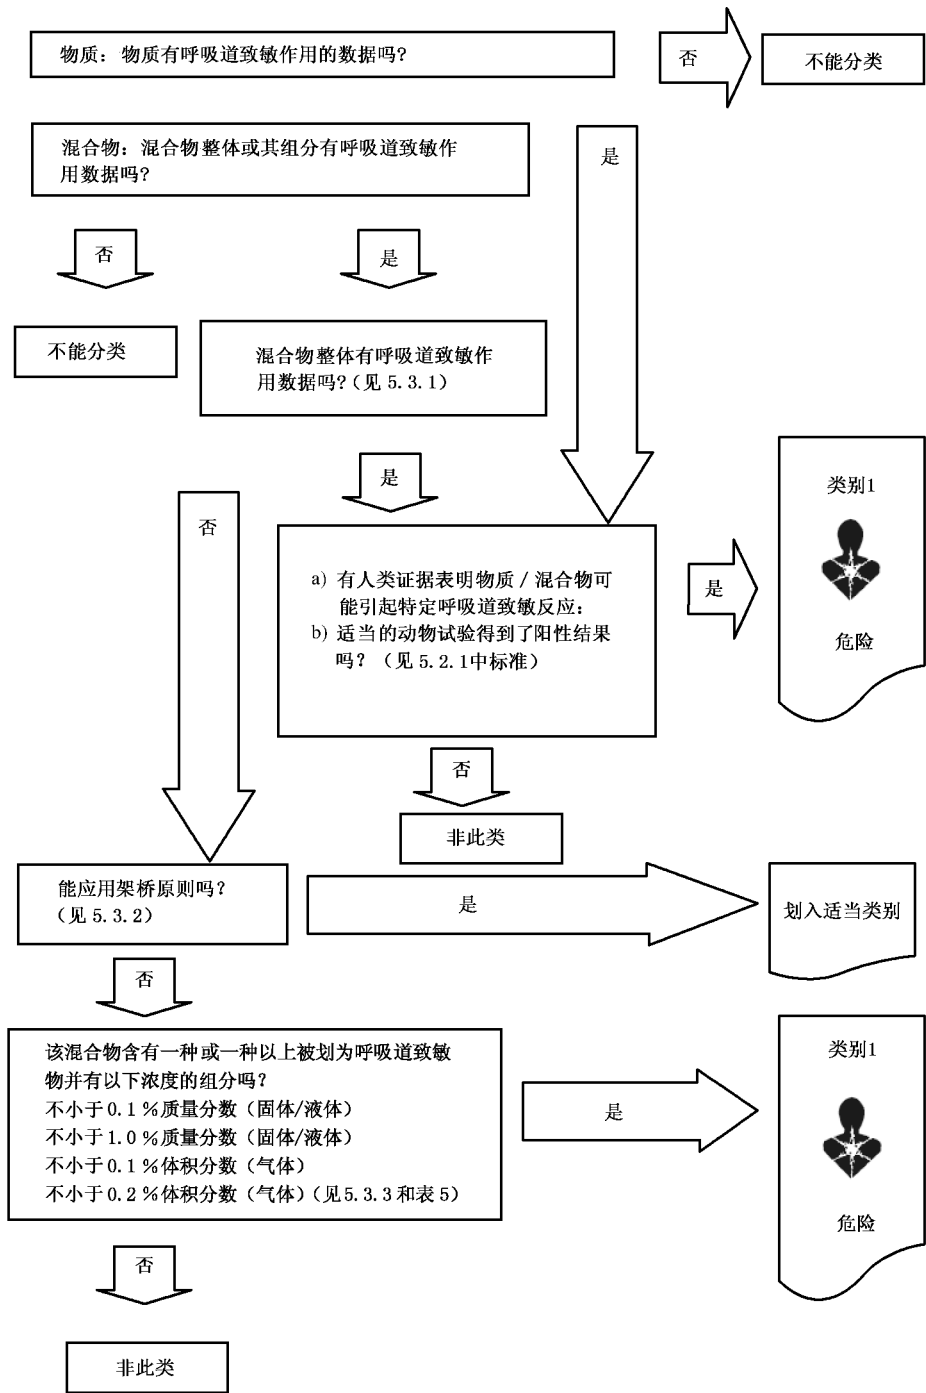 物质：物质有呼吸道致敏作用的数据吗?
否
不能分类
混合物：混合物整体或其组分有呼吸道致敏作
用数据吗?
是
否
是
不能分类
混合物整体有呼吸道致敏作
用数据吗?(见 5.3.1)
是
否
a) 有人类证据表明物质/混合物可
能引起特定呼吸道致敏反应：
b) 适当的动物试验得到了阳性结果
吗? (见 5.2.1中标准)
是
类别1
危险
否
非此类
能应用架桥原则吗?
(见 5.3.2)
是
划入适当类别
否
该混合物含有一种或一种以上被划为呼吸道致敏
物并有以下浓度的组分吗?
不小于0.1%质量分数(固体/液体)
不小于1.0%质量分数(固体/液体)
不小于0.1%体积分数(气体)
不小于0.2%体积分数(气体)(见5.3.3和表5)
是
类别1
危险
否
非此类